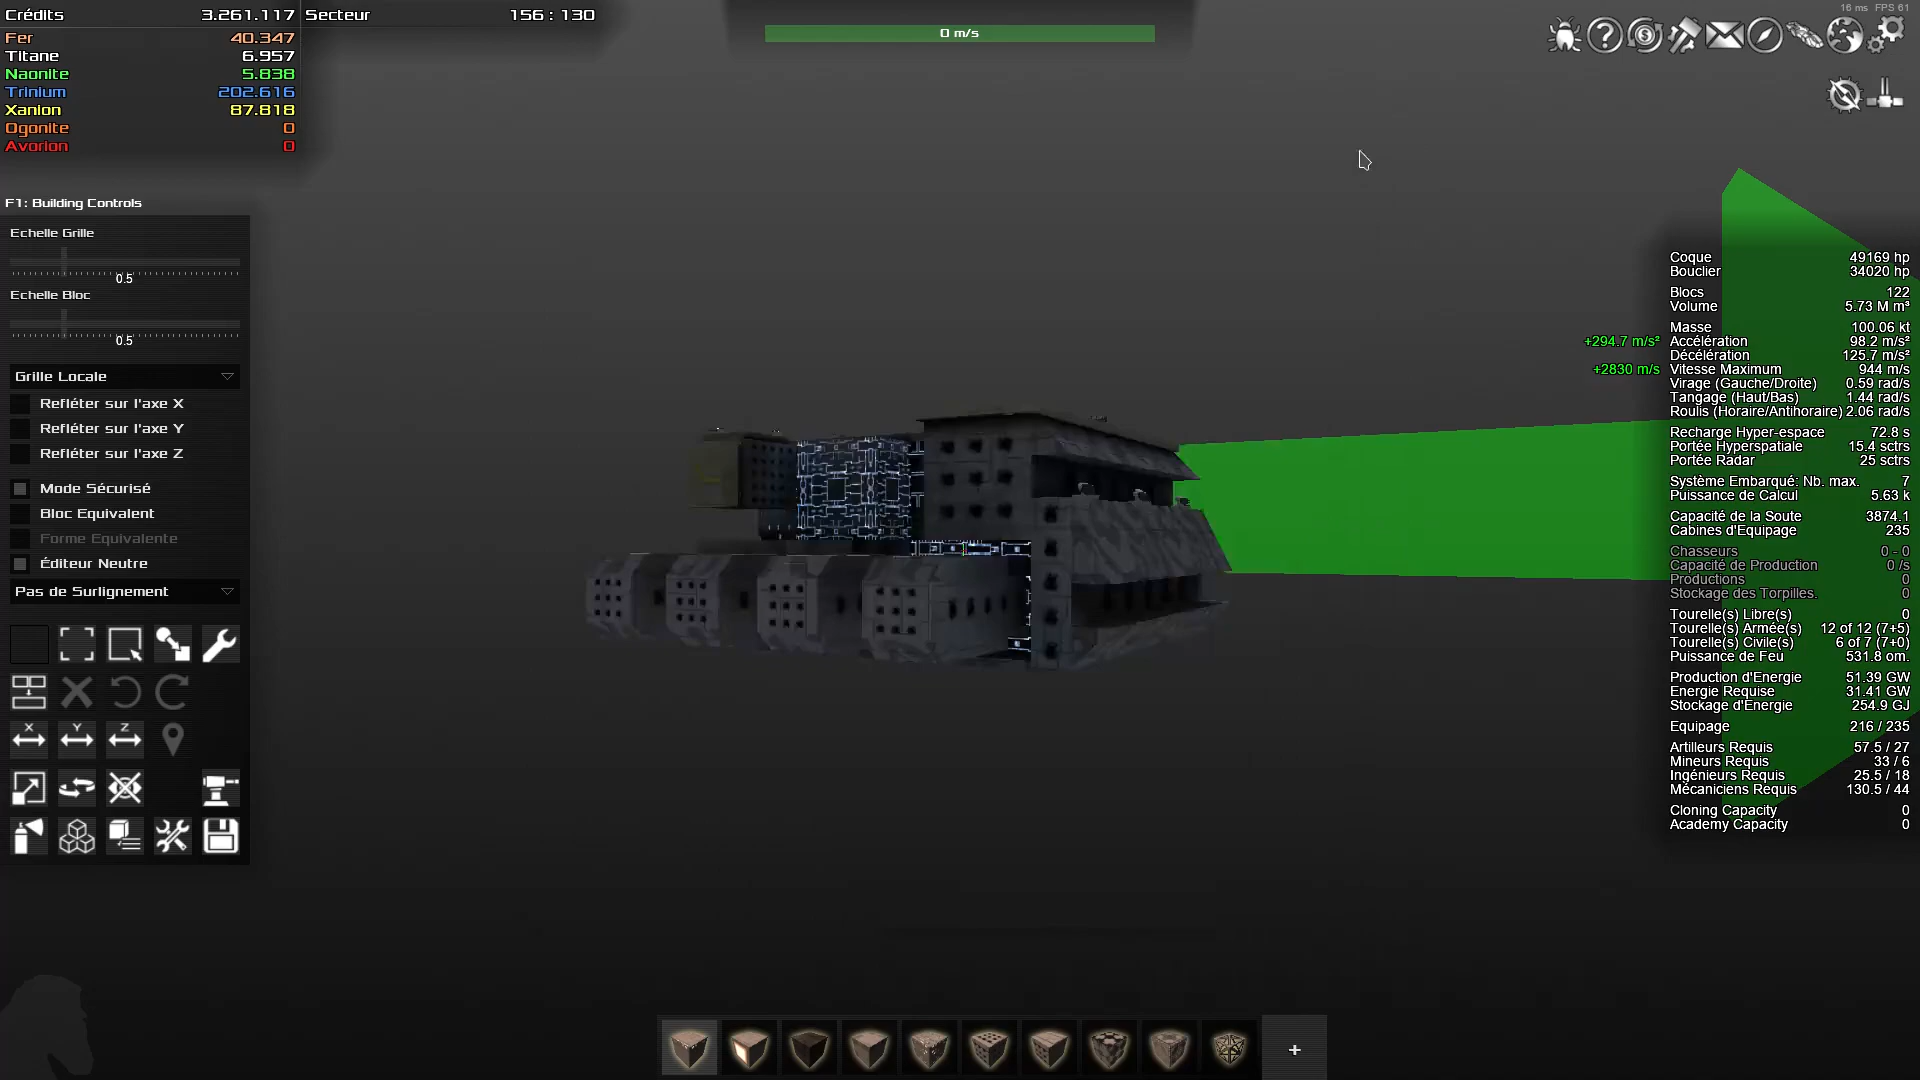 Crédits 3.261.117 Secteur 156 : 130
Fer 40.347
Titane 6.957
Naonite 5.838
Trinium 202.616
Xanion 87.818
Ogonite 0
Avorion 0
0 m/s
16 ms FPS 61
F1: Building Controls
Echelle Grille
0.5
Echelle Bloc
0.5
Grille Locale
Refléter sur l'axe X
Refléter sur l'axe Y
Refléter sur l'axe Z
Mode Sécurisé
Bloc Equivalent
Forme Equivalente
Éditeur Neutre
Pas de Surlignement
X Y Z
Coque 49169 hp
Bouclier 34020 hp
Blocs 122
Volume 5.73 M m³
Masse 100.06 kt
+294.7 m/s² Accélération 98.2 m/s²
Décélération 125.7 m/s²
+2830 m/s Vitesse Maximum 944 m/s
Virage (Gauche/Droite) 0.59 rad/s
Tangage (Haut/Bas) 1.44 rad/s
Roulis (Horaire/Antihoraire) 2.06 rad/s
Recharge Hyper-espace 72.8 s
Portée Hyperspatiale 15.4 sctrs
Portée Radar 25 sctrs
Système Embarqué: Nb. max. 7
Puissance de Calcul 5.63 k
Capacité de la Soute 3874.1
Cabines d'Equipage 235
Chasseurs 0 - 0
Capacité de Production 0 /s
Productions 0
Stockage des Torpilles. 0
Tourelle(s) Libre(s) 0
Tourelle(s) Armée(s) 12 of 12 (7+5)
Tourelle(s) Civile(s) 6 of 7 (7+0)
Puissance de Feu 531.8 om.
Production d'Energie 51.39 GW
Energie Requise 31.41 GW
Stockage d'Energie 254.9 GJ
Equipage 216 / 235
Artilleurs Requis 57.5 / 27
Mineurs Requis 33 / 6
Ingénieurs Requis 25.5 / 18
Mécaniciens Requis 130.5 / 44
Cloning Capacity 0
Academy Capacity 0
+